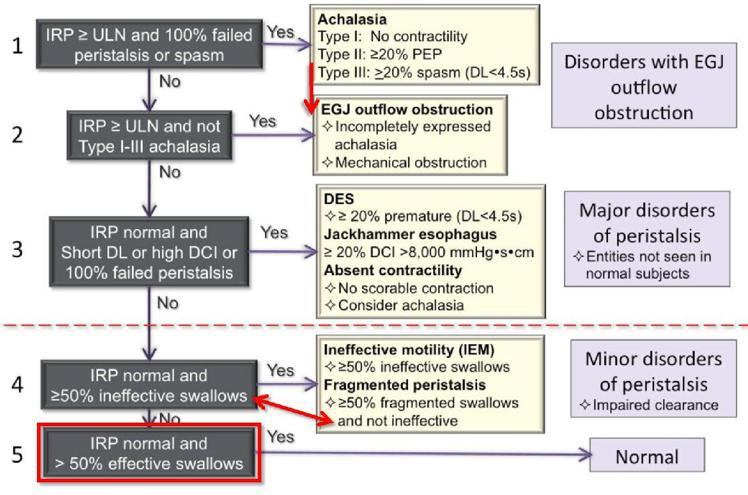 1
IRP ≥ ULN and 100% failed
peristalsis or spasm
Yes
Achalasia
Type I: No contractility
Type II: ≥20% PEP
Type III: ≥20% spasm (DL<4.5s)
Disorders with EGJ
outflow
obstruction
No
2
IRP ≥ ULN and not
Type I-III achalasia
Yes
EGJ outflow obstruction
✧Incompletely expressed
achalasia
✧Mechanical obstruction
No
3
IRP normal and
Short DL or high DCI or
100% failed peristalsis
Yes
DES
✧≥ 20% premature (DL<4.5s)
Jackhammer esophagus
≥ 20% DCI >8,000 mmHg•s•cm
Absent contractility
✧No scorable contraction
✧Consider achalasia
Major disorders
of peristalsis
✧Entities not seen in
normal subjects
No
4
IRP normal and
≥50% ineffective swallows
Yes
Ineffective motility (IEM)
✧≥50% ineffective swallows
Fragmented peristalsis
✧≥50% fragmented swallows
and not ineffective
Minor disorders
of peristalsis
✧Impaired clearance
No
5
IRP normal and
> 50% effective swallows
Yes
Normal